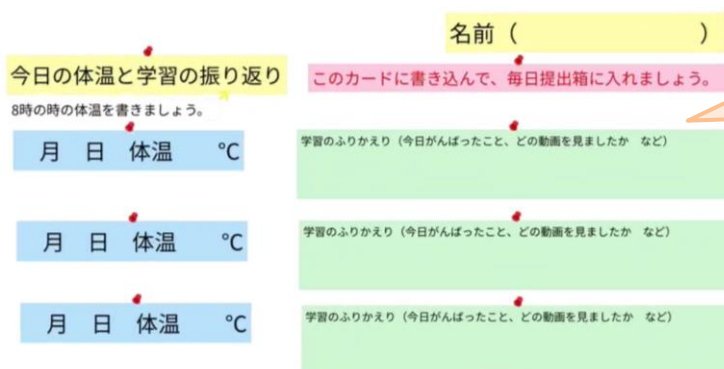 名前（　　　　　　　　）
今日の体温と学習の振り返り
このカードに書き込んで、毎日提出箱に入れましょう。
8時の時の体温を書きましょう。
月　日　体温　　℃
学習のふりかえり（今日がんばったこと、どの動画を見ましたか　など）
月　日　体温　　℃
学習のふりかえり（今日がんばったこと、どの動画を見ましたか　など）
月　日　体温　　℃
学習のふりかえり（今日がんばったこと、どの動画を見ましたか　など）